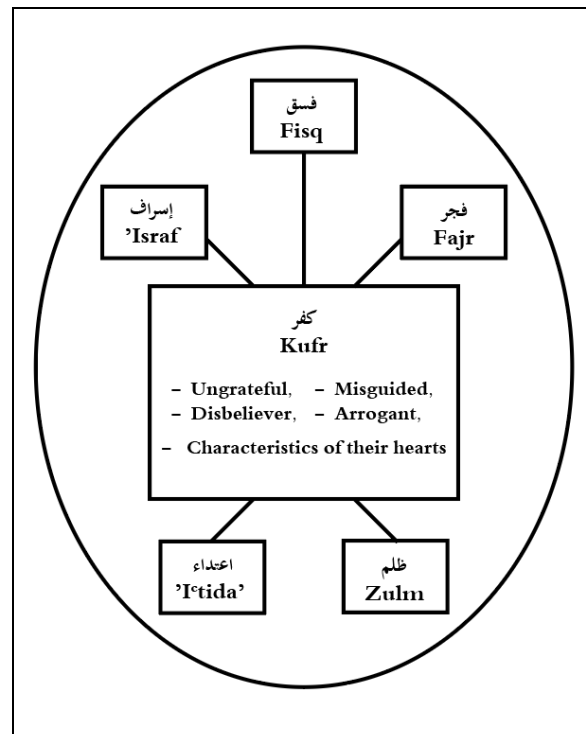 فسق
Fisq
إسراف
’Israf
فجر
Fajr
كفر
Kufr
– Ungrateful, – Misguided,
– Disbeliever, – Arrogant,
– Characteristics of their hearts
اعتداء
’Iᶜtida’
ظلم
Zulm